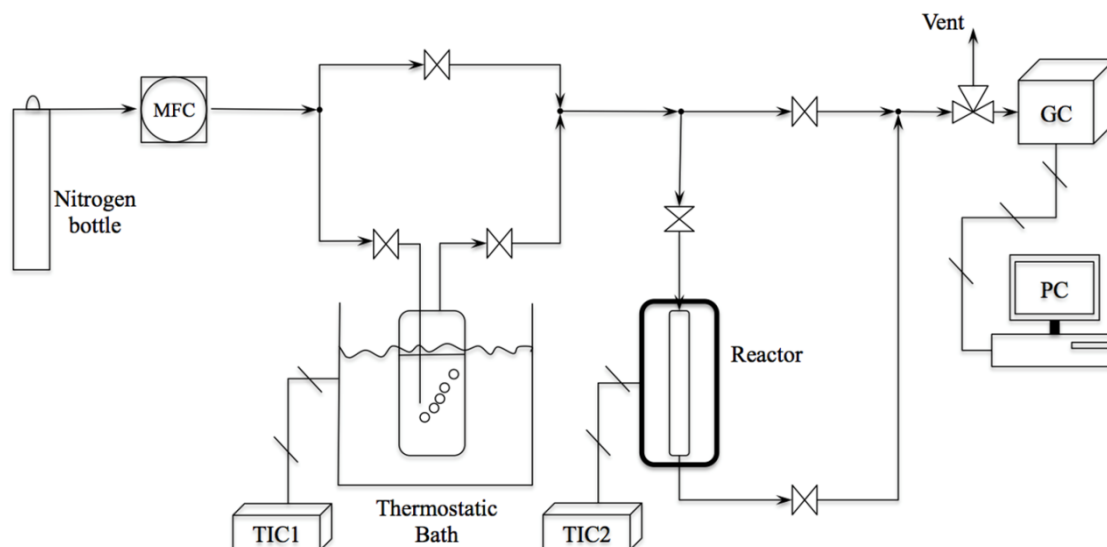 Vent
MFC
GC
Nitrogen
bottle
PC
Reactor
Thermostatic
Bath
TIC1
TIC2